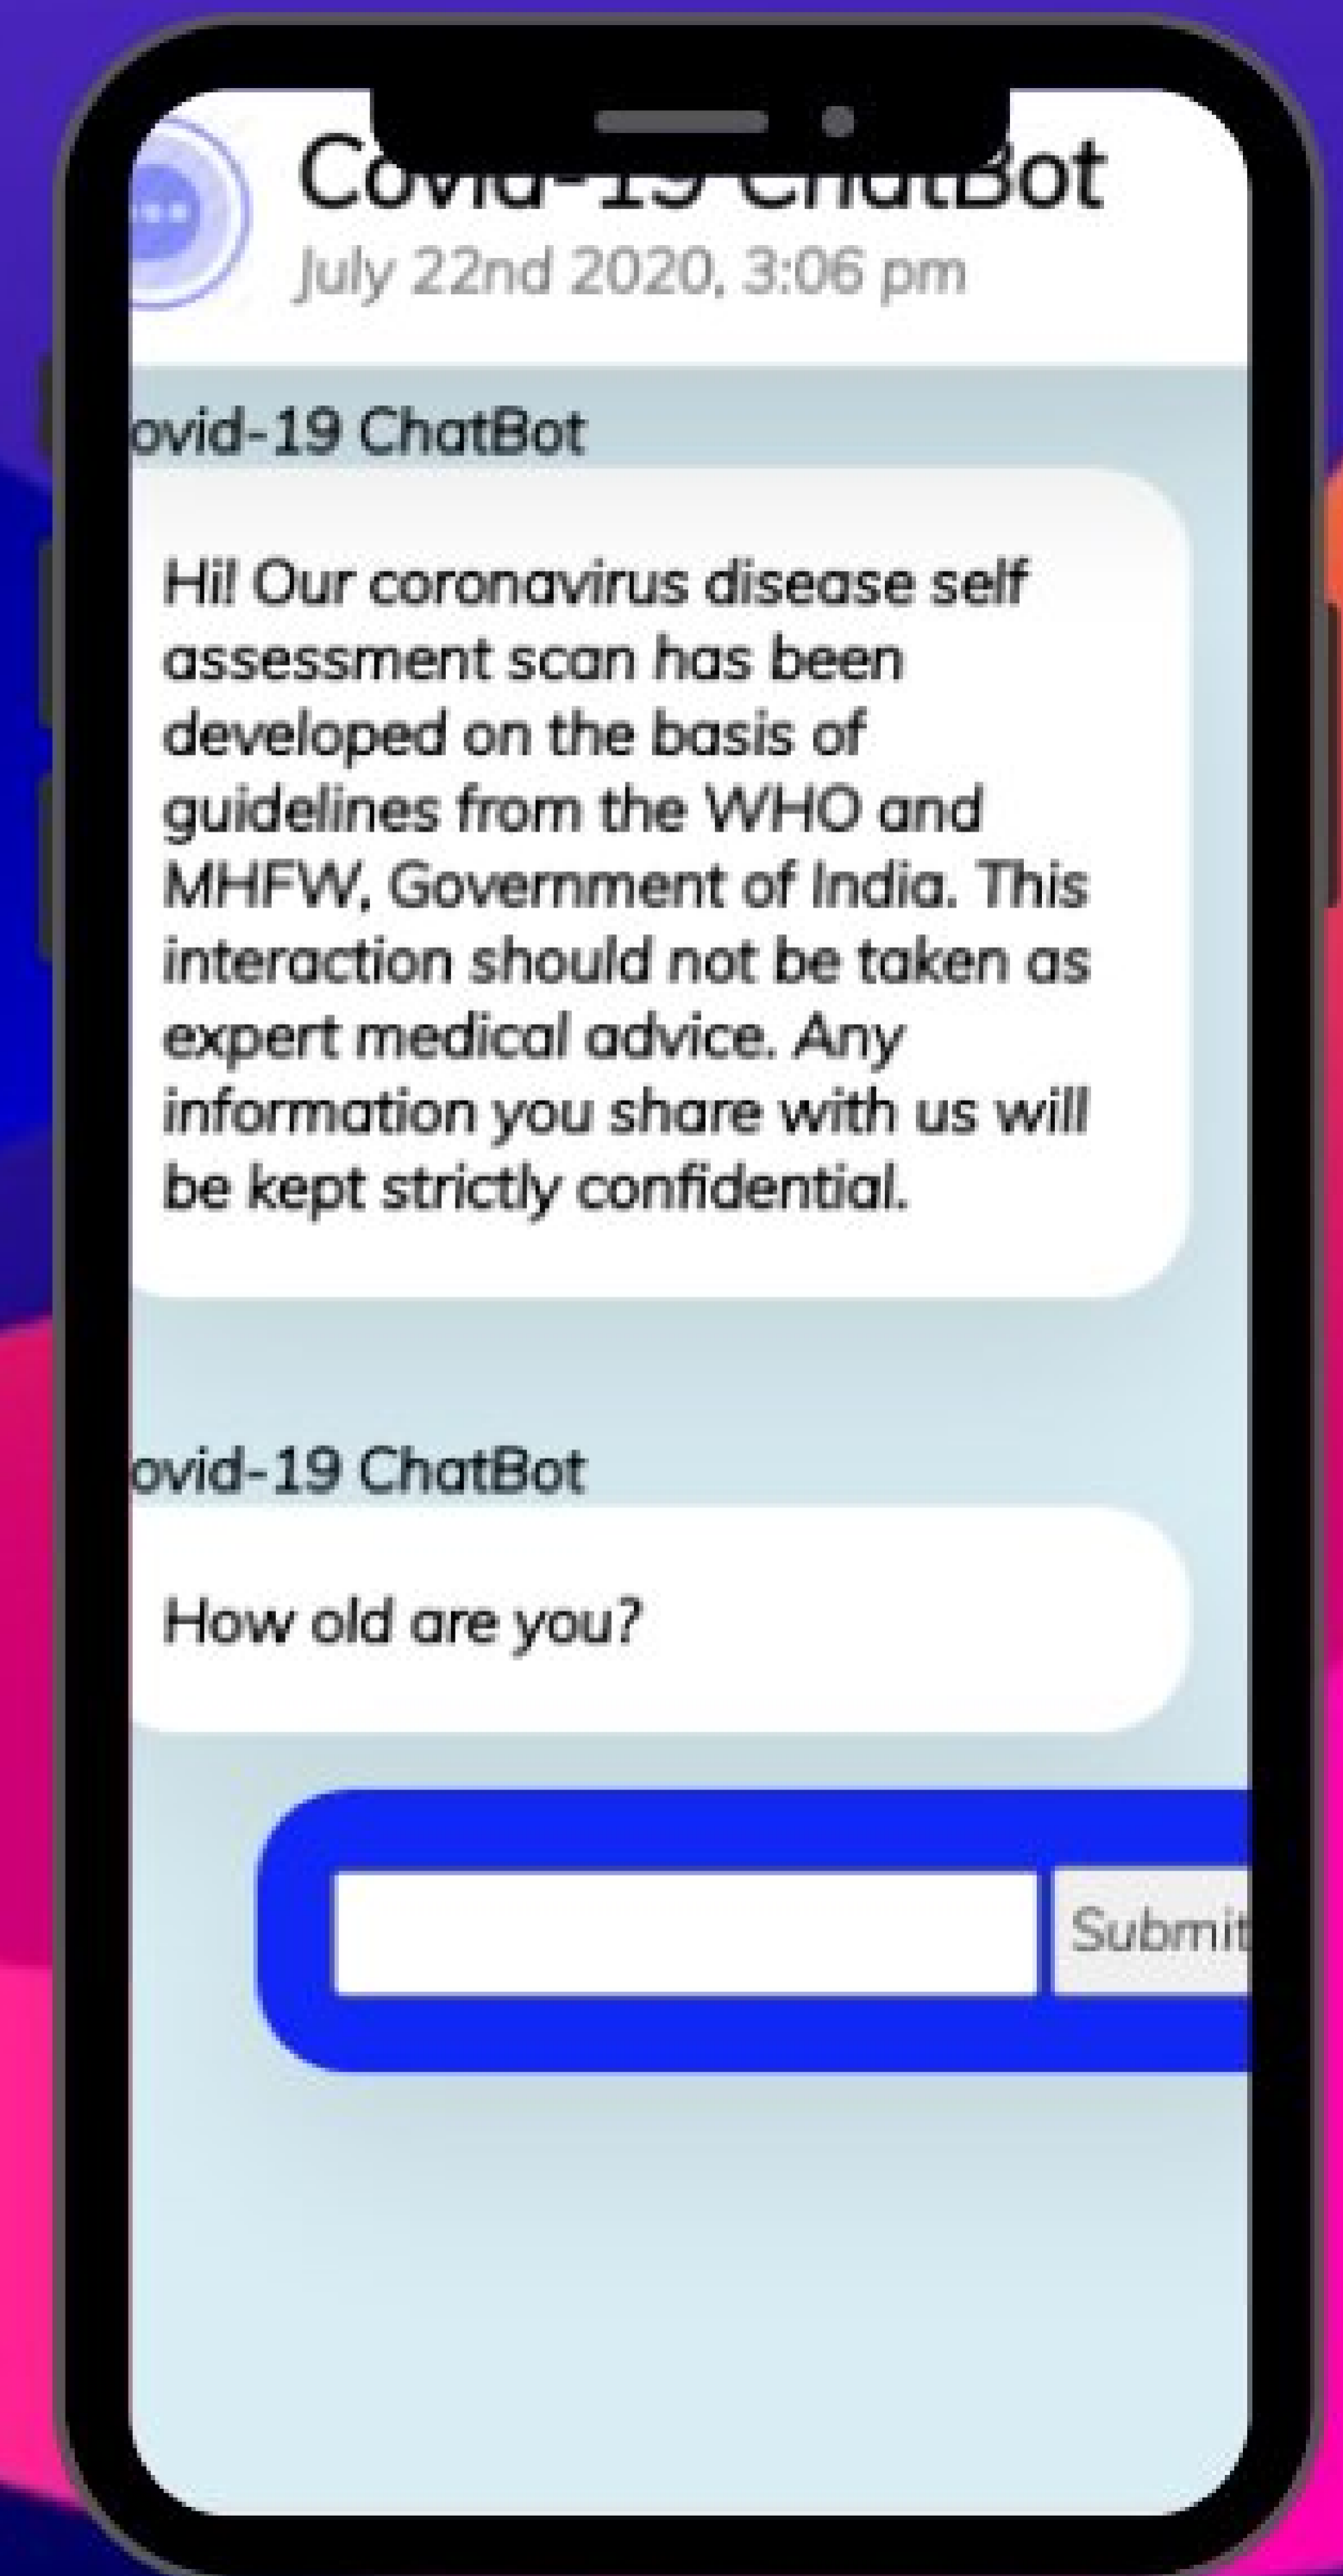 Covid-19 ChatBot
July 22nd 2020, 3:06 pm
ovid-19 ChatBot
Hi! Our coronavirus disease self
assessment scan has been
developed on the basis of
guidelines from the WHO and
MHFW, Government of India. This
interaction should not be taken as
expert medical advice. Any
information you share with us will
be kept strictly confidential.
ovid-19 ChatBot
How old are you?
Submit